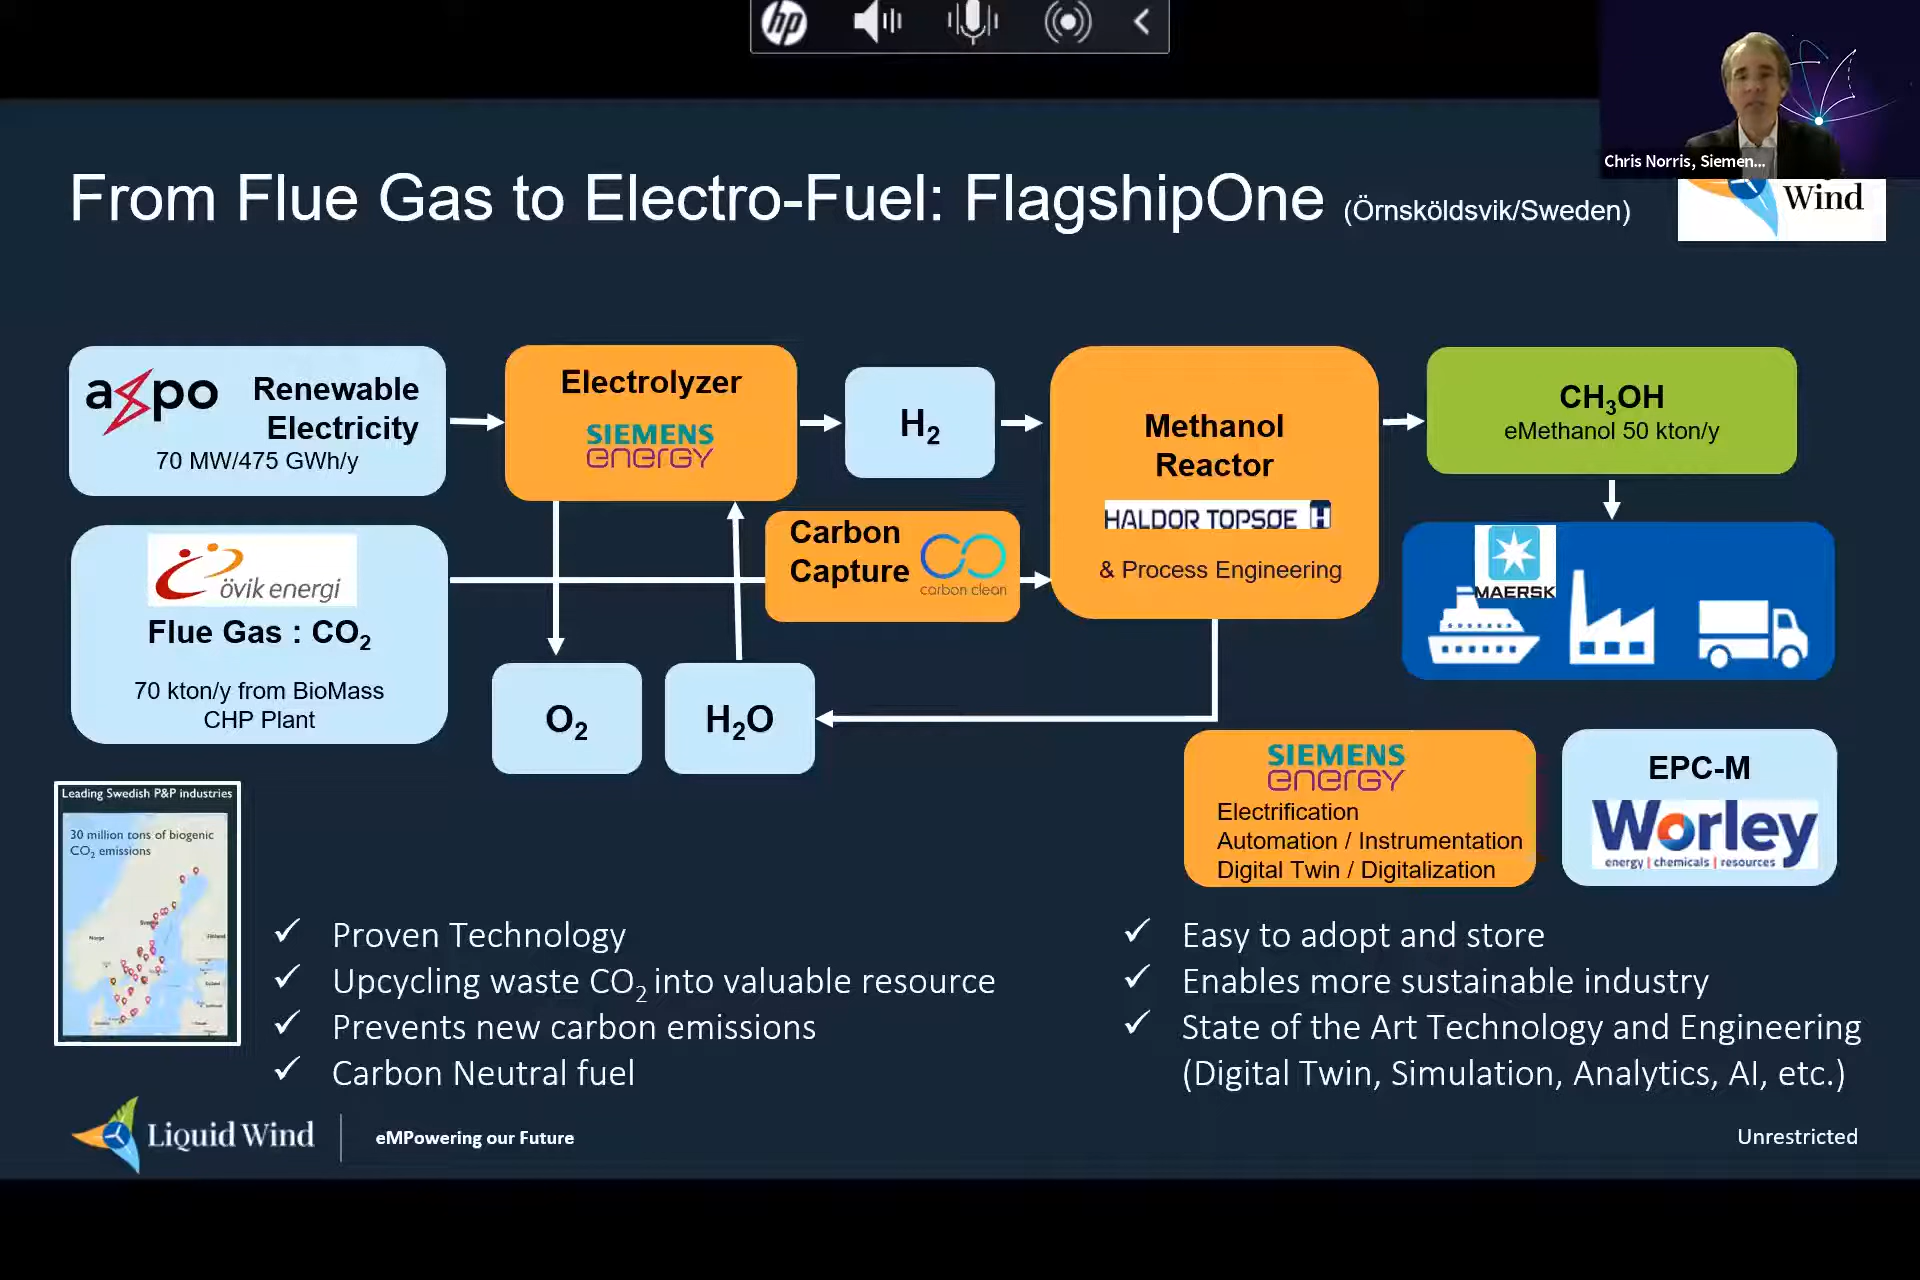 hp
Chris Norris, Siemen...
From Flue Gas to Electro-Fuel: FlagshipOne (Örnsköldsvik/Sweden)
Wind
axpo
Renewable
Electricity
70 MW/475 GWh/y
Electrolyzer
SIEMENS
energy
H2
Methanol
Reactor
HALDOR TOPSØE H
& Process Engineering
CH3OH
eMethanol 50 kton/y
övik energi
Flue Gas : CO2
70 kton/y from BioMass
CHP Plant
Carbon
Capture
carbon clean
MAERSK
O2
H2O
SIEMENS
energy
Electrification
Automation / Instrumentation
Digital Twin / Digitalization
EPC-M
Worley
energy | chemicals | resources
Leading Swedish P&P industries
30 million tons of biogenic
CO2 emissions
✓ Proven Technology
✓ Upcycling waste CO2 into valuable resource
✓ Prevents new carbon emissions
✓ Carbon Neutral fuel
✓ Easy to adopt and store
✓ Enables more sustainable industry
✓ State of the Art Technology and Engineering
(Digital Twin, Simulation, Analytics, AI, etc.)
Liquid Wind
eMPowering our Future
Unrestricted